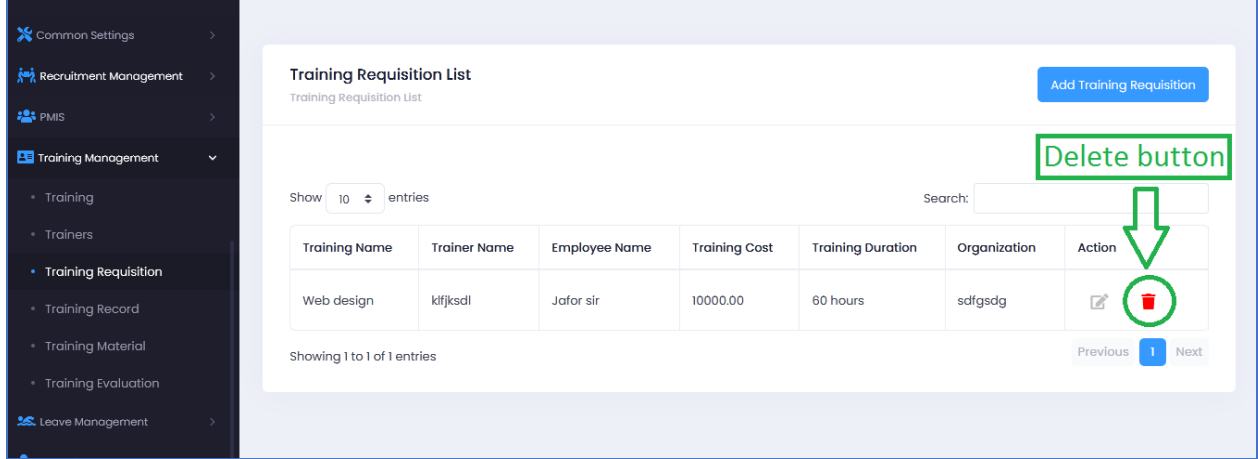 Common Settings
Recruitment Management
PMIS
Training Management
Training
Trainers
Training Requisition
Training Record
Training Material
Training Evaluation
Leave Management
Training Requisition List
Training Requisition List
Add Training Requisition
Delete button
Show 10 entries
Search:
Training Name Trainer Name Employee Name Training Cost Training Duration Organization Action
Web design klfjksdl Jafor sir 10000.00 60 hours sdfgsdg
Showing 1 to 1 of 1 entries
Previous 1 Next